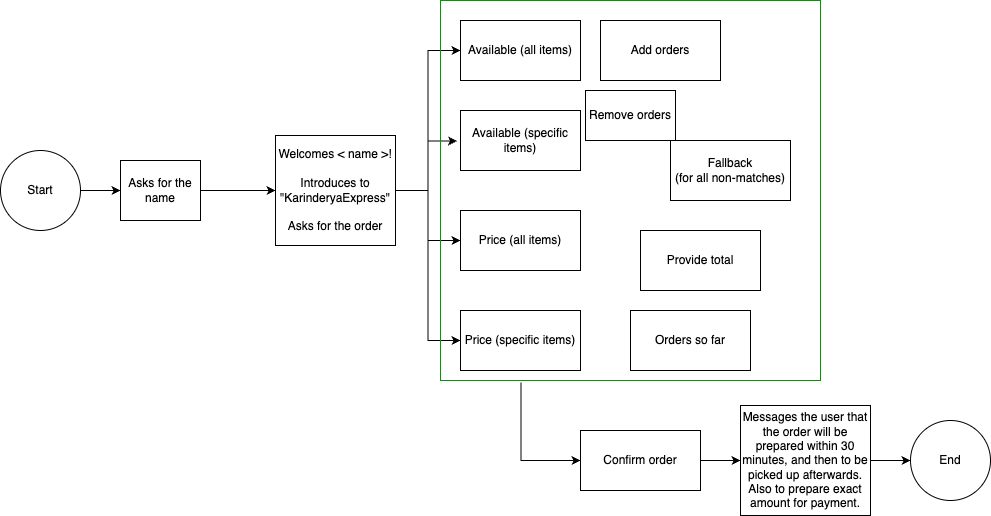 Start
Asks for the
name
Welcomes < name >!
Introduces to
"KarinderyaExpress"
Asks for the order
Available (all items)
Add orders
Available (specific
items)
Remove orders
Fallback
(for all non-matches)
Price (all items)
Provide total
Price (specific items)
Orders so far
Confirm order
Messages the user that
the order will be
prepared within 30
minutes, and then to be
picked up afterwards.
Also to prepare exact
amount for payment.
End